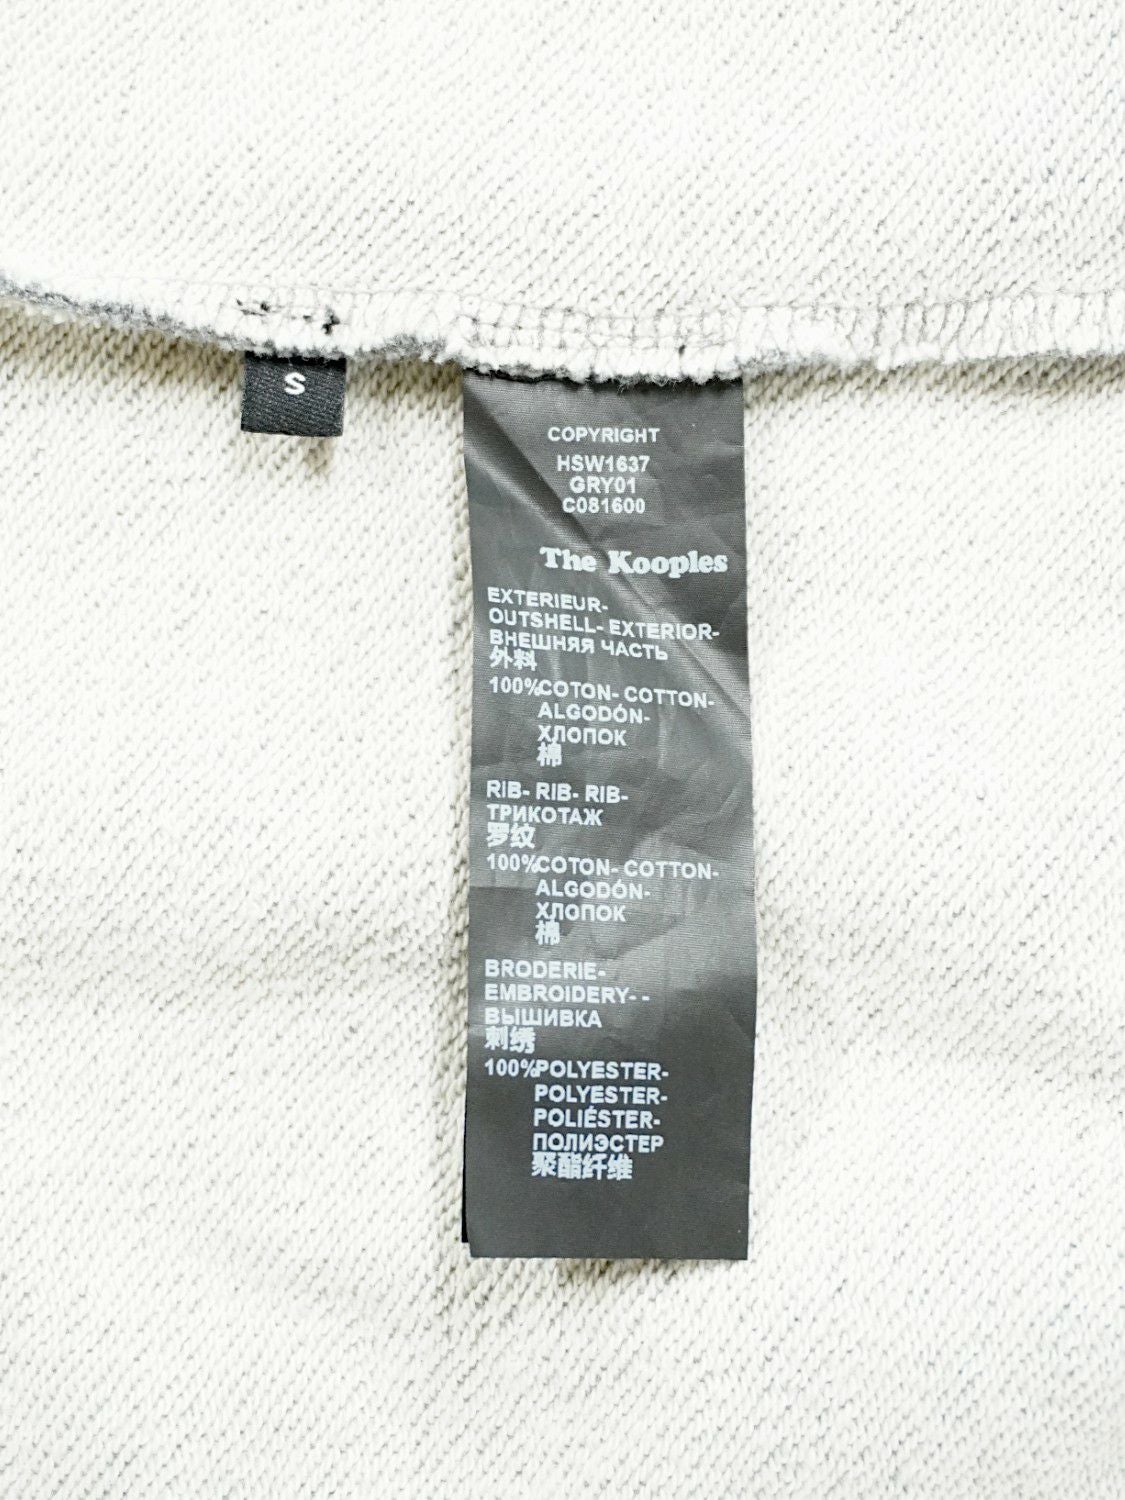 S
COPYRIGHT
HSW1637
GRY01
C081600
The Kooples
EXTERIEUR-
OUTSHELL- EXTERIOR-
ВНЕШНЯЯ ЧАСТЬ
外料
100%COTON- COTTON-
ALGODÓN-
ХЛОПОК
棉
RIB- RIB- RIB-
ТРИКОТАЖ
罗纹
100%COTON- COTTON-
ALGODÓN-
ХЛОПОК
棉
BRODERIE-
EMBROIDERY- -
ВЫШИВКА
刺绣
100%POLYESTER-
POLYESTER-
POLIÉSTER-
ПОЛИЭСТЕР
聚酯纤维